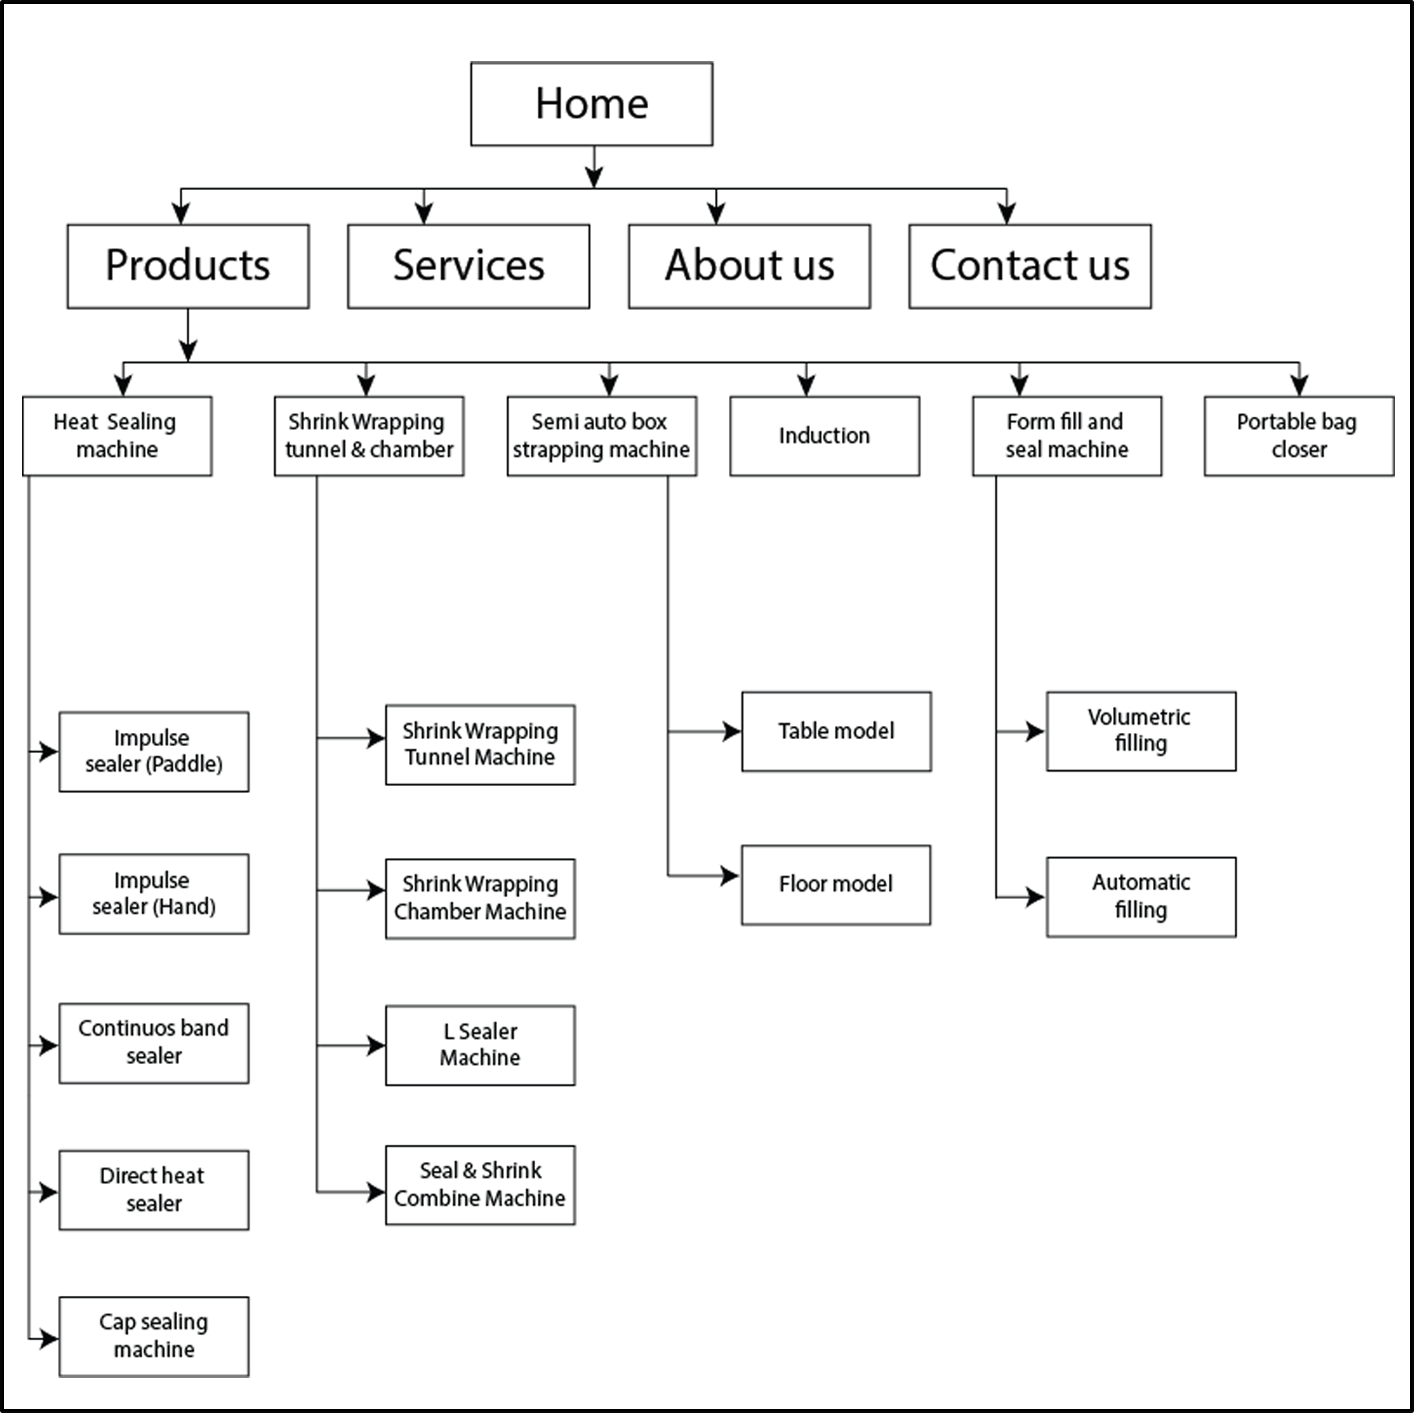 Home
Products
Services
About us
Contact us
Heat Sealing
machine
Shrink Wrapping
tunnel & chamber
Semi auto box
strapping machine
Induction
Form fill and
seal machine
Portable bag
closer
Impulse
sealer (Paddle)
Impulse
sealer (Hand)
Continuos band
sealer
Direct heat
sealer
Cap sealing
machine
Shrink Wrapping
Tunnel Machine
Shrink Wrapping
Chamber Machine
L Sealer
Machine
Seal & Shrink
Combine Machine
Table model
Floor model
Volumetric
filling
Automatic
filling